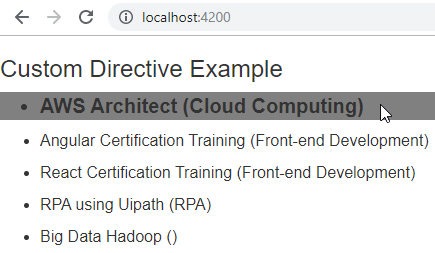 localhost:4200
Custom Directive Example
AWS Architect (Cloud Computing)
Angular Certification Training (Front-end Development)
React Certification Training (Front-end Development)
RPA using Uipath (RPA)
Big Data Hadoop ()